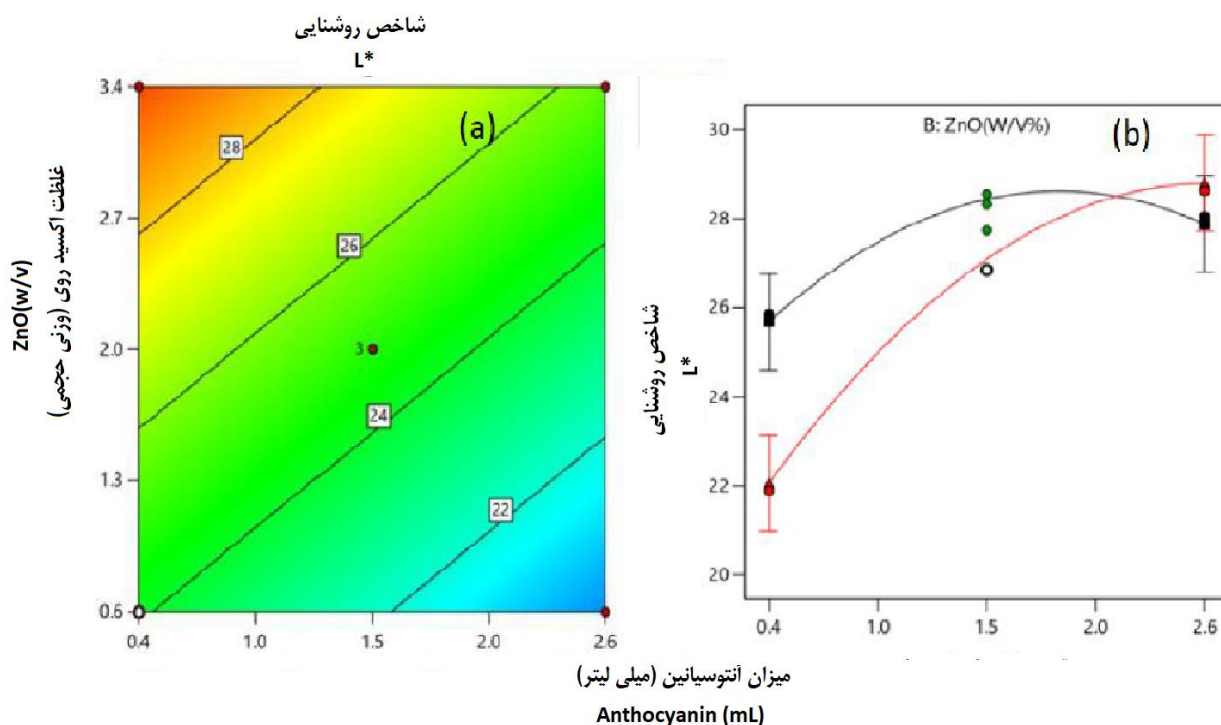 شاخص روشنایی
L*
(a)
3.4
2.7
2.0
1.3
0.6
غلظت اکسید روی (وزنی حجمی)
ZnO(w/v)
28
26
3
24
22
0.4
1.0
1.5
2.0
2.6
B: ZnO(W/V%)
(b)
30
28
26
24
22
20
شاخص روشنایی
L*
0.4
1.0
1.5
2.0
2.6
میزان آنتوسیانین (میلی لیتر)
Anthocyanin (mL)